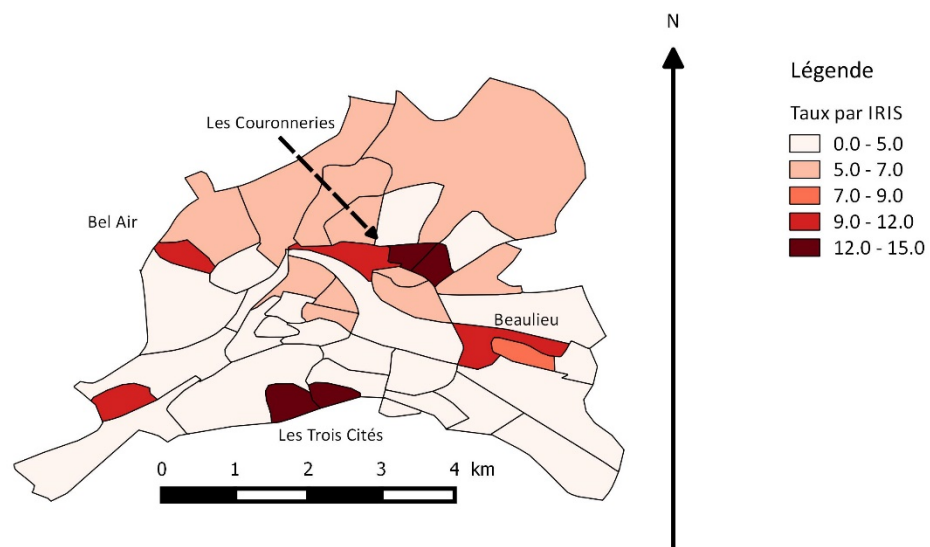 N
Légende
Taux par IRIS
0.0 - 5.0
5.0 - 7.0
7.0 - 9.0
9.0 - 12.0
12.0 - 15.0
Les Couronneries
Bel Air
Beaulieu
Les Trois Cités
0 1 2 3 4 km